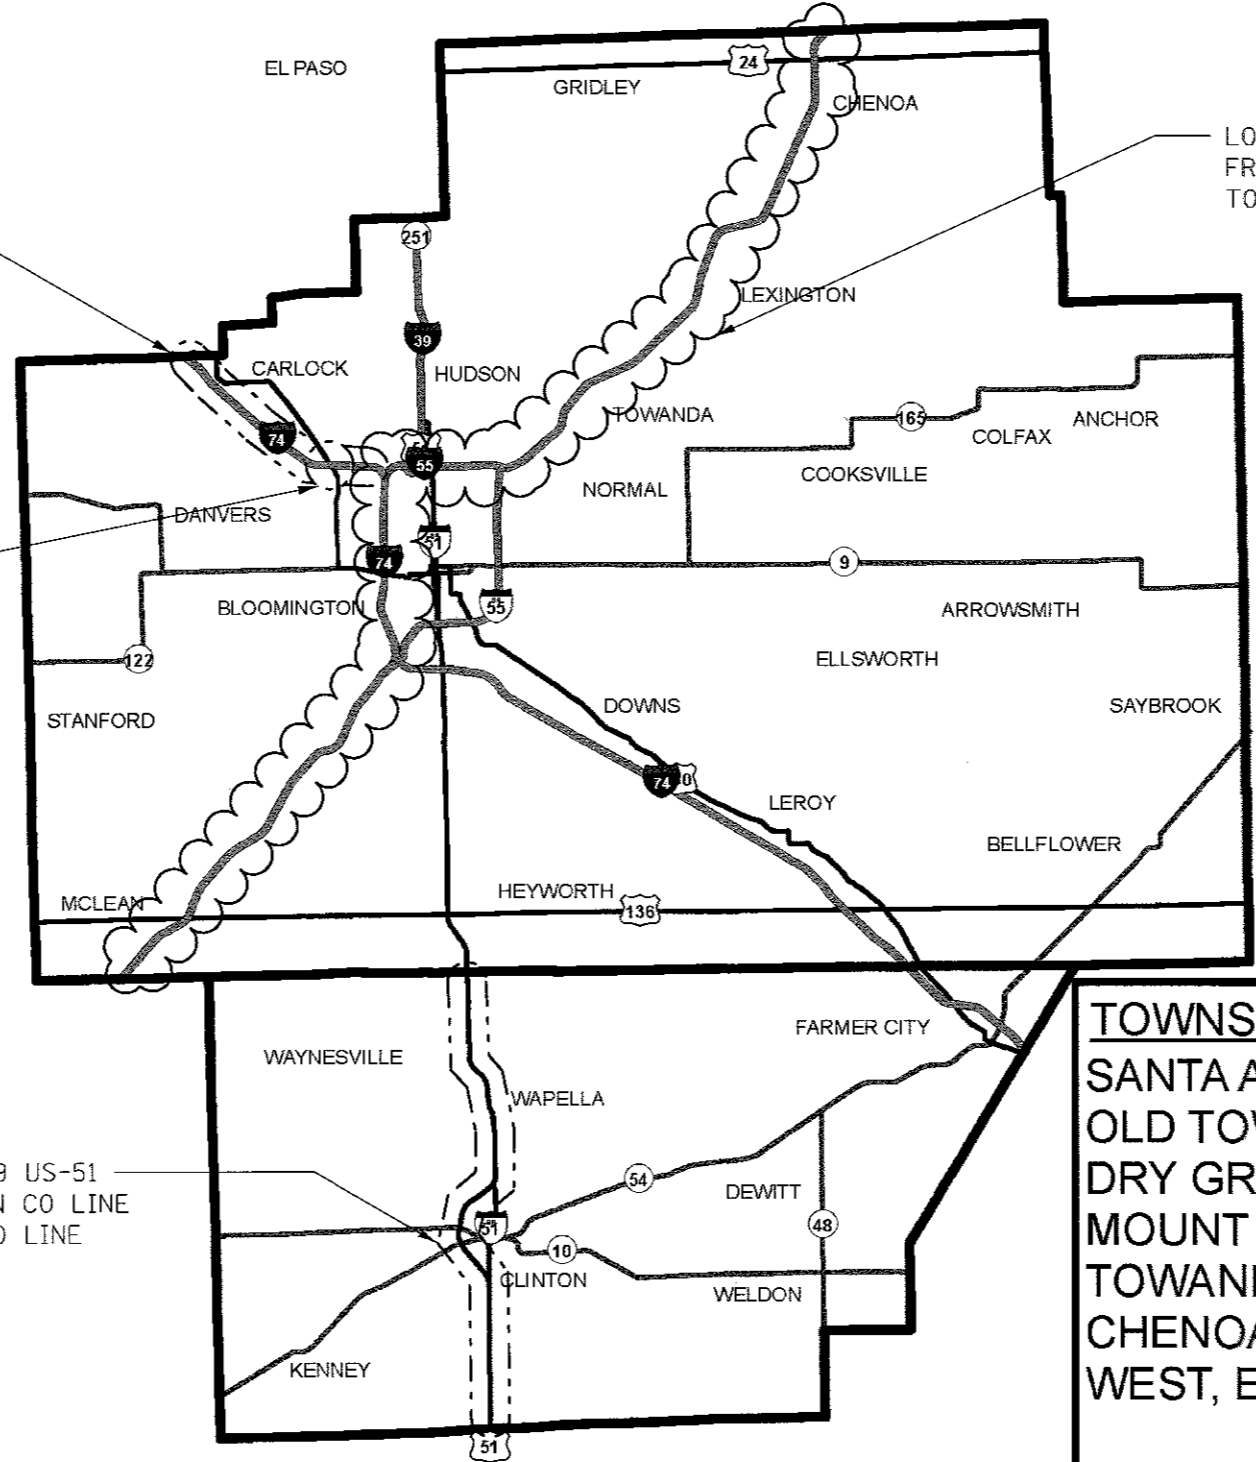 EL PASO
24
GRIDLEY
CHENOA
LO
FR
TO
251
LEXINGTON
39
CARLOCK
HUDSON
TOWANDA
165
ANCHOR
74
COLFAX
55
COOKSVILLE
NORMAL
DANVERS
51
74
9
BLOOMINGTON
55
ARROWSMITH
122
ELLSWORTH
STANFORD
DOWNS
SAYBROOK
74
LEROY
BELLFLOWER
MCLEAN
HEYWORTH
136
TOWNS
SANTA A
OLD TOW
DRY GR
MOUNT
TOWAN
CHENOA
WEST, E
FARMER CITY
WAYNESVILLE
WAPELLA
9 US-51
N CO LINE
O LINE
54
DEWITT
48
51
10
CLINTON
WELDON
KENNEY
51